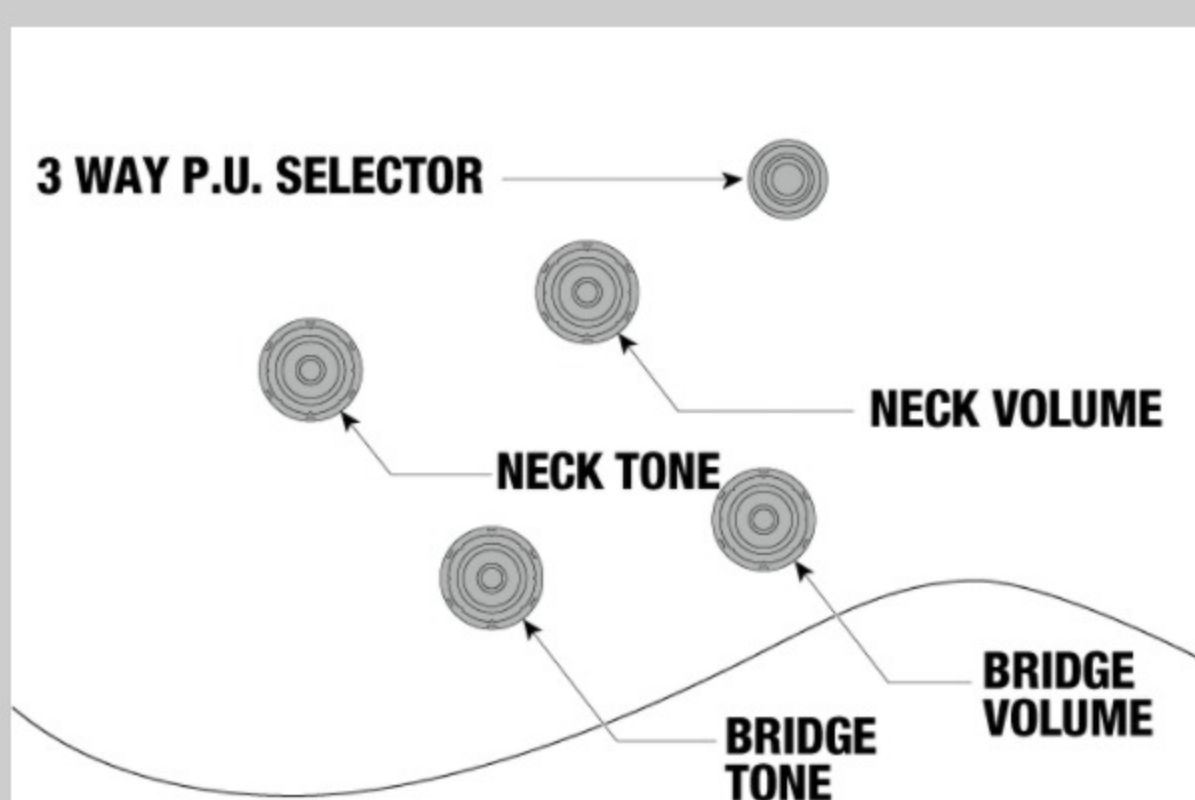 3 WAY P.U. SELECTOR
NECK VOLUME
NECK TONE
BRIDGE
VOLUME
BRIDGE
TONE